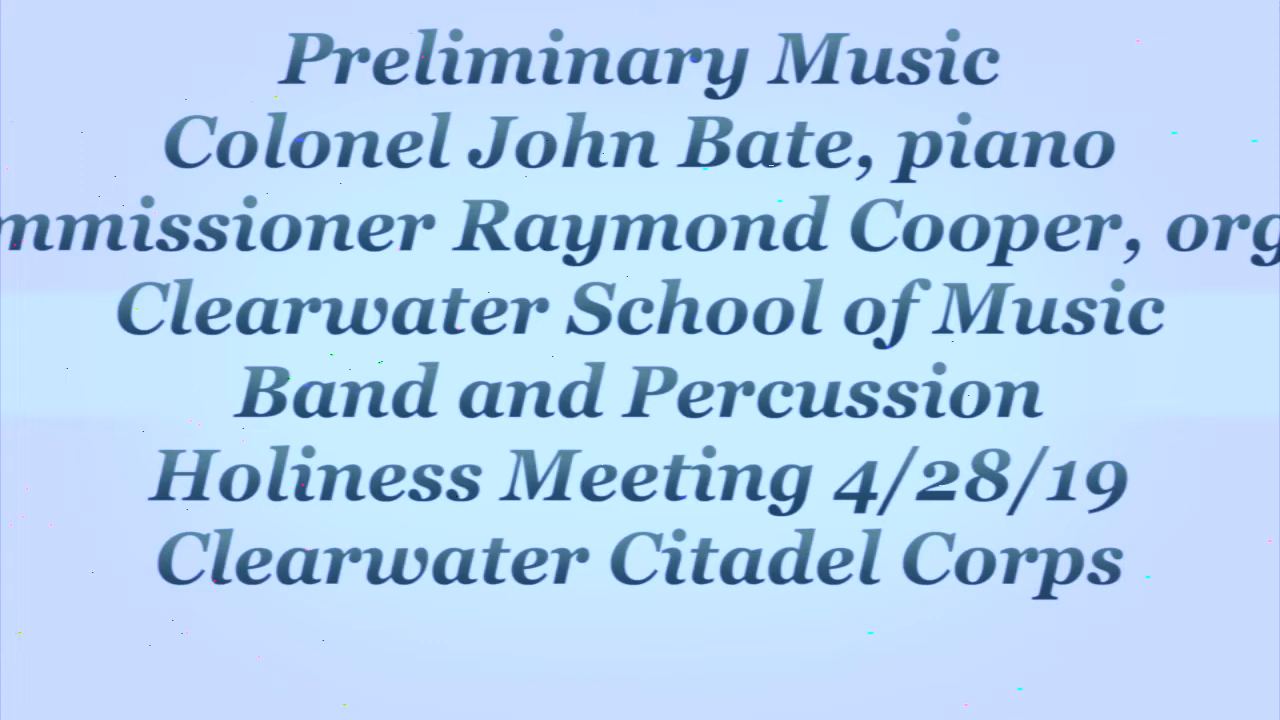 Preliminary Music
Colonel John Bate, piano
mmissioner Raymond Cooper, org
Clearwater School of Music
Band and Percussion
Holiness Meeting 4/28/19
Clearwater Citadel Corps